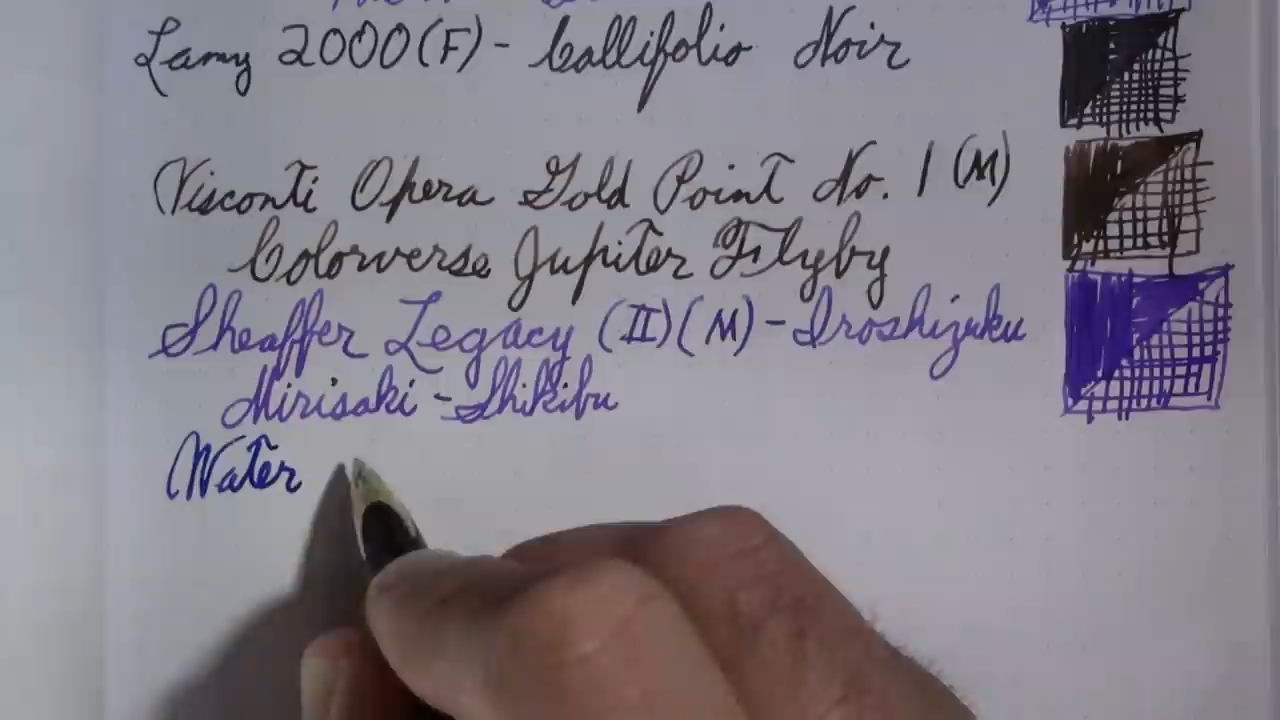 Lamy 2000 (F) - Callifolio Noir
Visconti Opera Gold Point No. 1 (M)
Colorverse Jupiter Flyby
Sheaffer Legacy (II) (M) - Iroshizuku
Mirisaki - Shikibu
Water